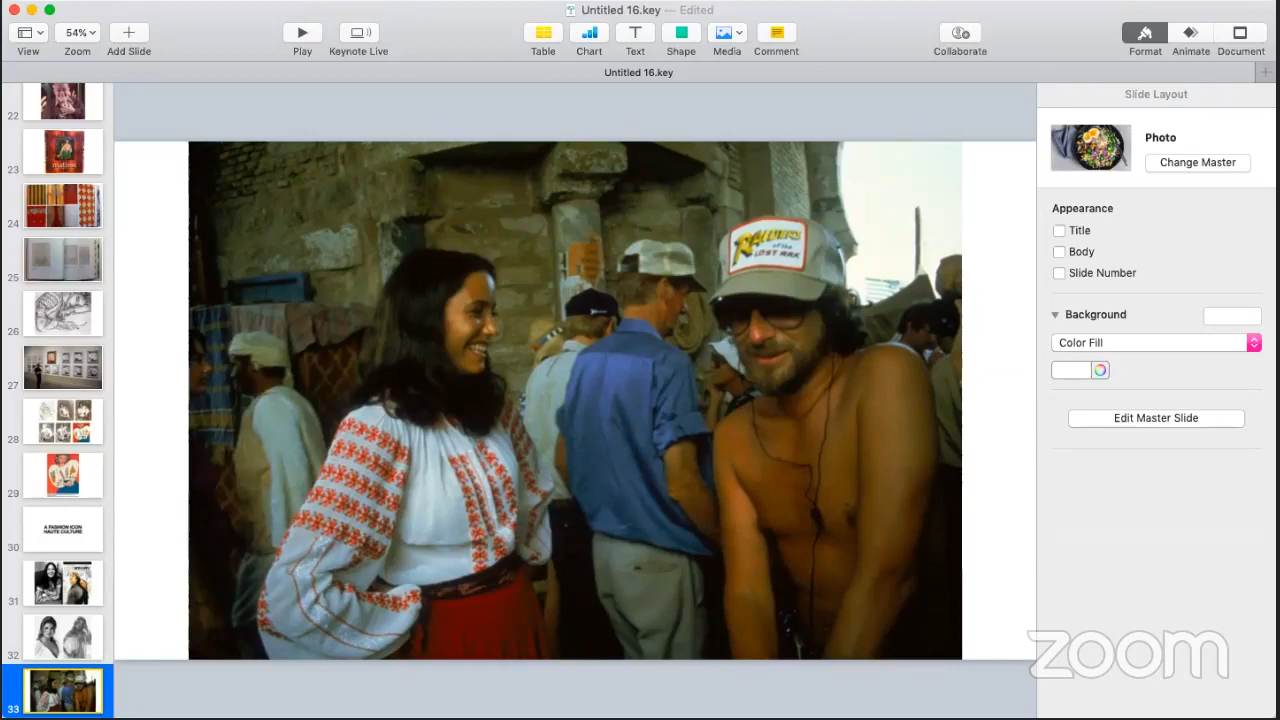 Untitled 16.key — Edited
54%
View
Zoom
Add Slide
Play
Keynote Live
Table
Chart
Text
Shape
Media
Comment
Collaborate
Format
Animate
Document
Untitled 16.key
22
23
matisse
24
25
26
27
28
29
30
A FASHION ICON
HAUTE CULTURE
31
32
33
RAIDERS
of the
LOST ARK
Slide Layout
Photo
Change Master
Appearance
Title
Body
Slide Number
Background
Color Fill
Edit Master Slide
zoom